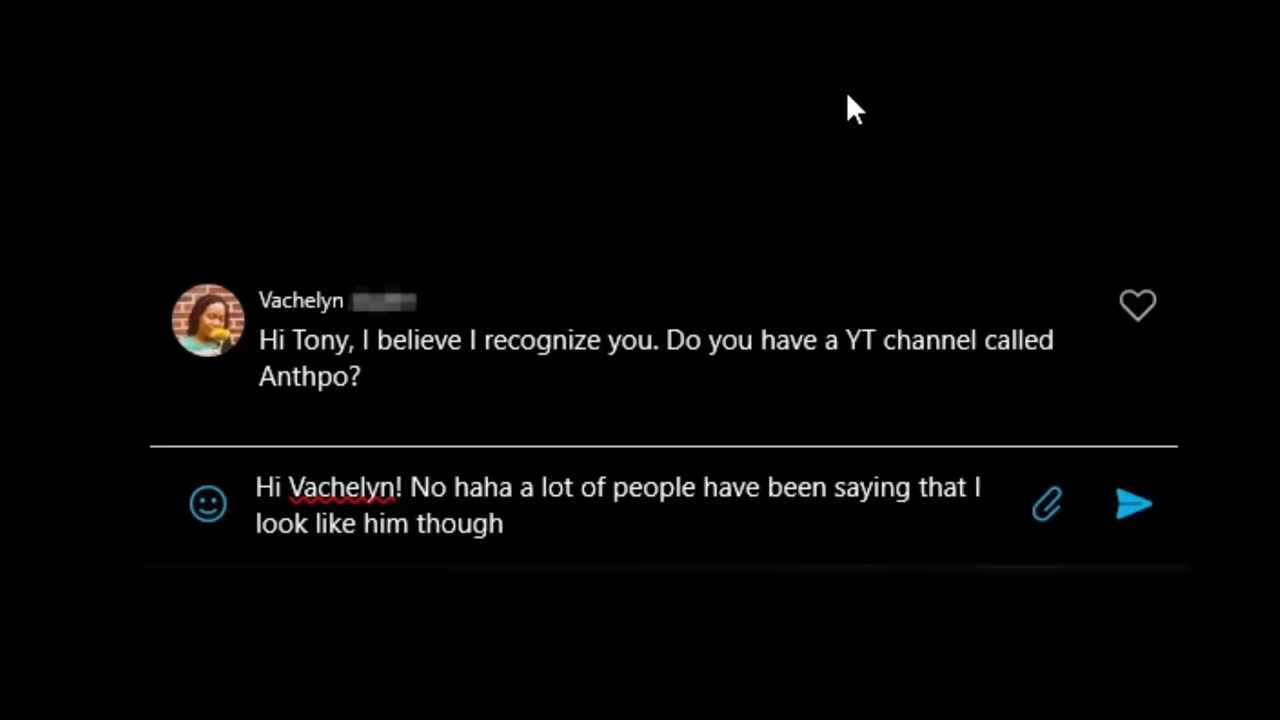 Vachelyn
Hi Tony, I believe I recognize you. Do you have a YT channel called
Anthpo?
Hi Vachelyn! No haha a lot of people have been saying that I
look like him though